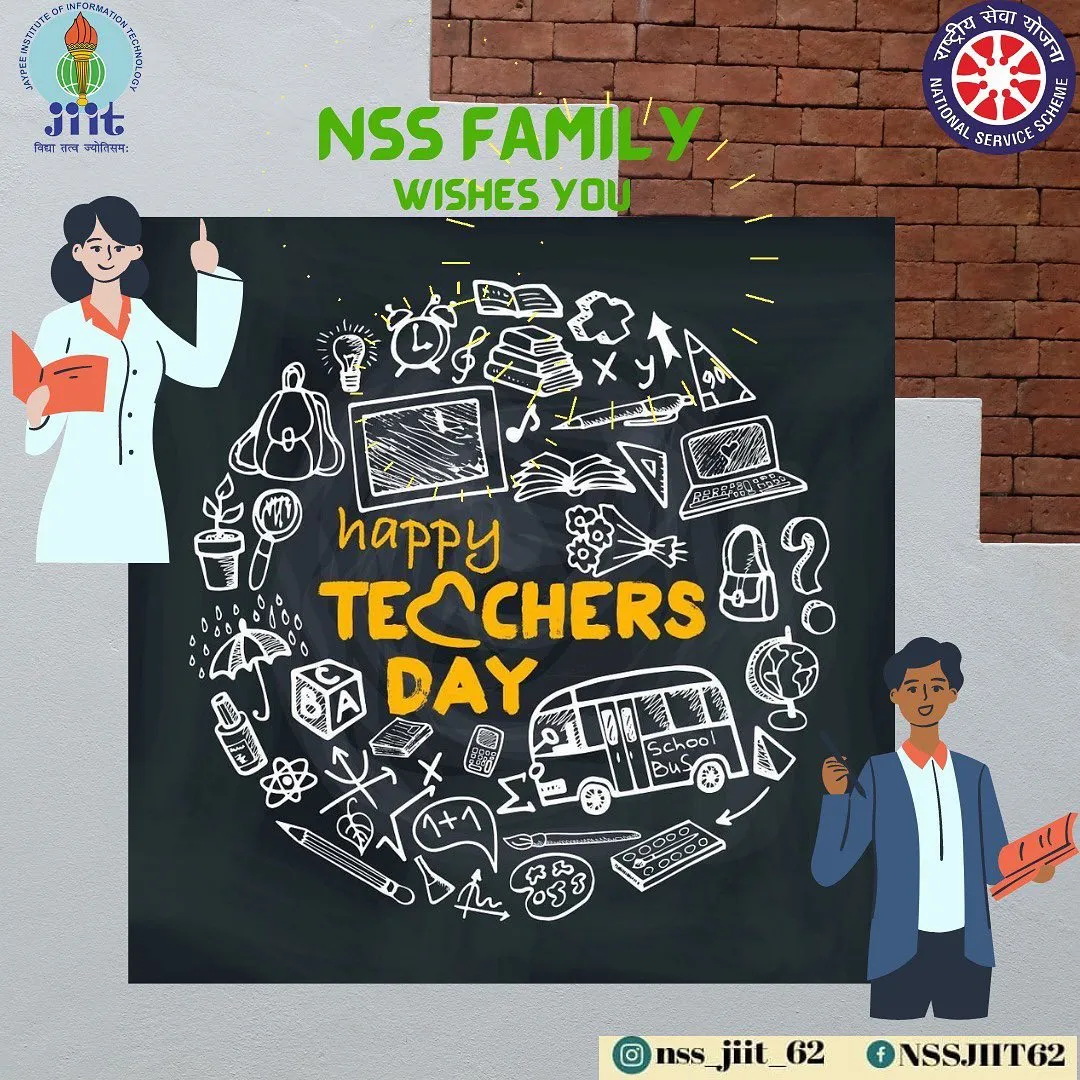 JAYPEE INSTITUTE OF INFORMATION TECHNOLOGY
jiit
विद्या तत्व ज्योतिसम:
राष्ट्रीय सेवा योजना
NATIONAL SERVICE SCHEME
NSS FAMILY
WISHES YOU
x y
90
happy
TEACHERS
DAY
C
b A
School
Bus
x
Σ
1+1
nss_jiit_62
NSSJIIT62